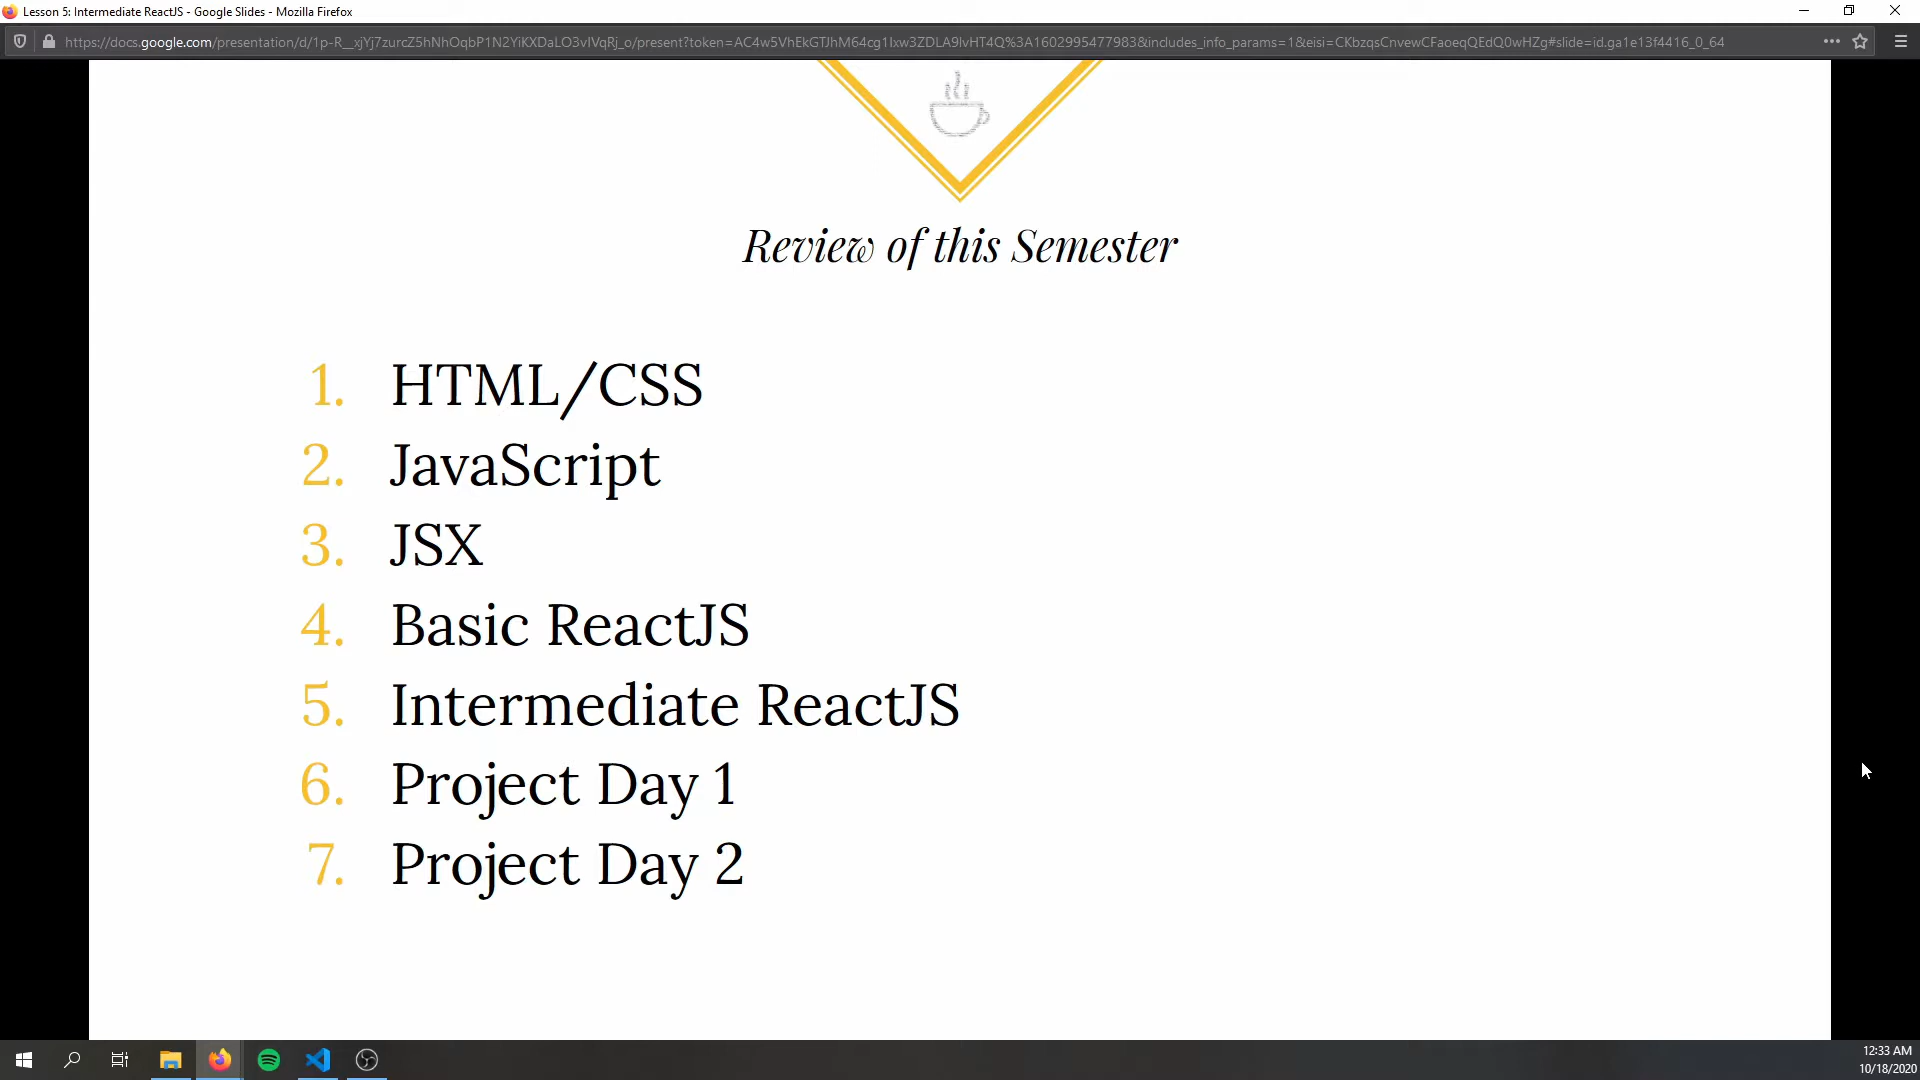 Lesson 5: Intermediate ReactJS - Google Slides - Mozilla Firefox
Review of this Semester
1. HTML/CSS
2. JavaScript
3. JSX
4. Basic ReactJS
5. Intermediate ReactJS
6. Project Day 1
7. Project Day 2
12:33 AM
10/18/2020